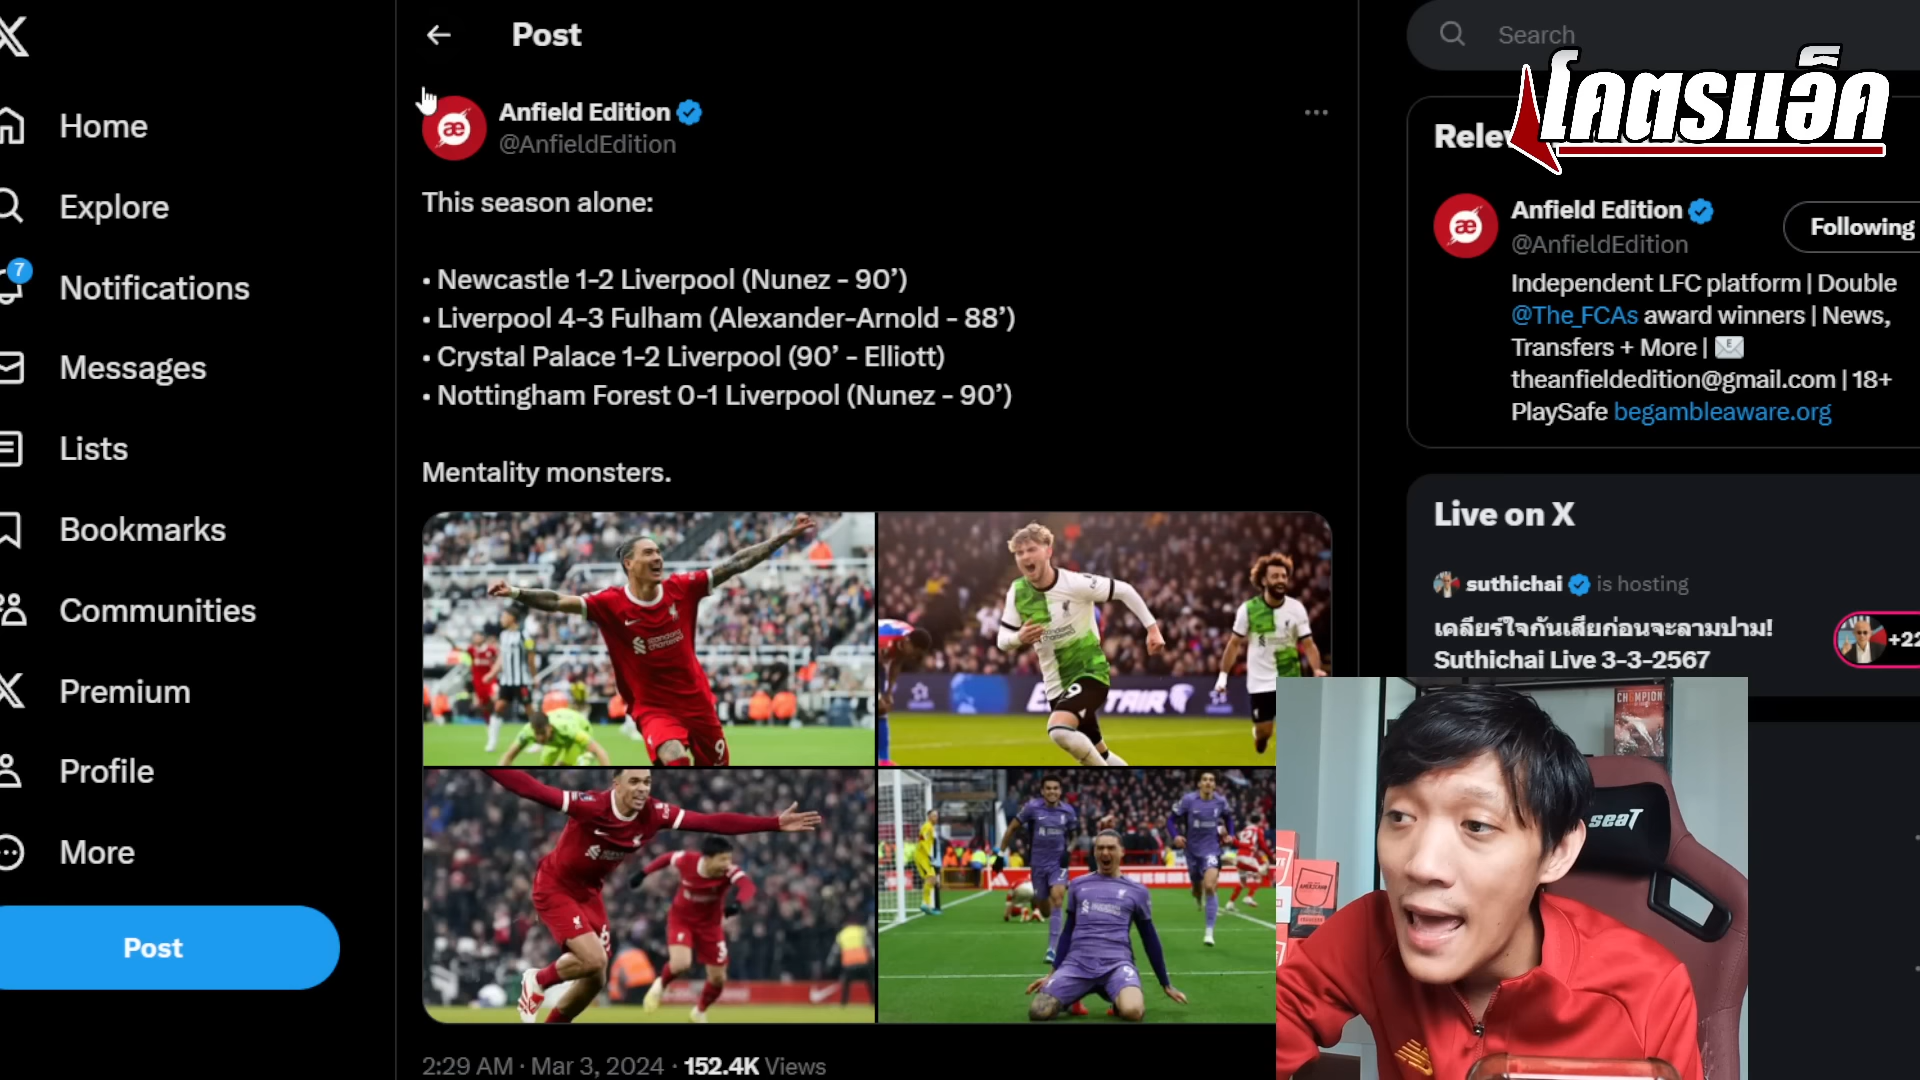 Post
Search
โคตรแอ็ค
Home
Explore
7
Notifications
Messages
Lists
Bookmarks
Communities
Premium
Profile
More
Post
æ
Anfield Edition
@AnfieldEdition
This season alone:
• Newcastle 1-2 Liverpool (Nunez - 90’)
• Liverpool 4-3 Fulham (Alexander-Arnold - 88’)
• Crystal Palace 1-2 Liverpool (90’ - Elliott)
• Nottingham Forest 0-1 Liverpool (Nunez - 90’)
Mentality monsters.
2:29 AM · Mar 3, 2024 · 152.4K Views
æ
Anfield Edition
@AnfieldEdition
Following
Independent LFC platform | Double
@The_FCAs award winners | News,
Transfers + More | 
theanfieldedition@gmail.com | 18+
PlaySafe begambleaware.org
Live on X
suthichai is hosting
เคลียร์ใจกันเสียก่อนจะลามปาม!
Suthichai Live 3-3-2567
CHAMPION
seaT